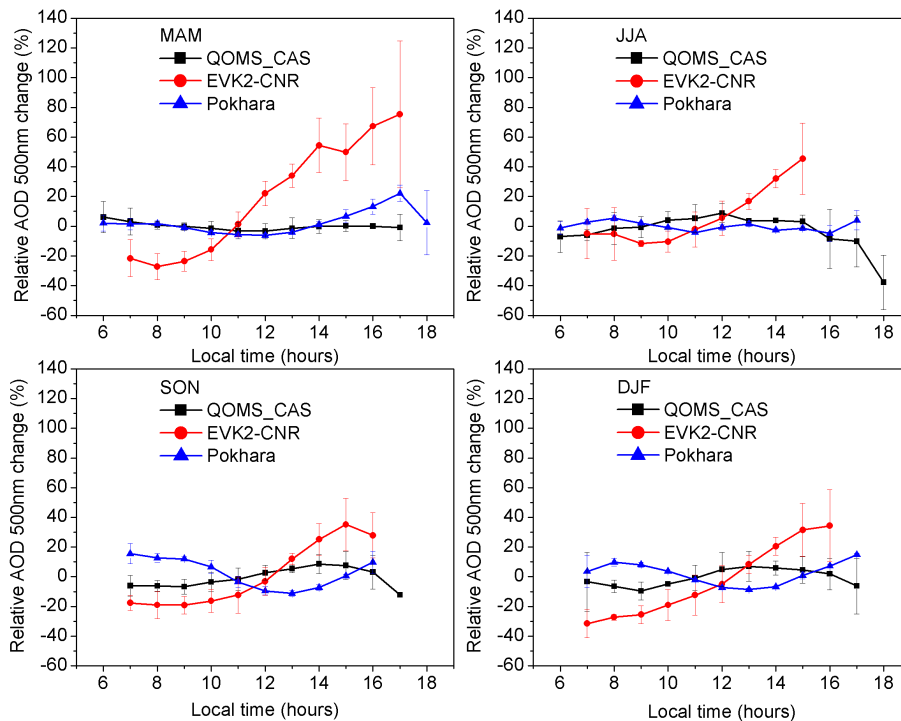 MAM
QOMS_CAS
EVK2-CNR
Pokhara
Relative AOD 500nm change (%)
140
120
100
80
60
40
20
0
-20
-40
-60
6 8 10 12 14 16 18
Local time (hours)
JJA
QOMS_CAS
EVK2-CNR
Pokhara
Relative AOD 500nm change (%)
140
120
100
80
60
40
20
0
-20
-40
-60
6 8 10 12 14 16 18
Local time (hours)
SON
QOMS_CAS
EVK2-CNR
Pokhara
Relative AOD 500nm change (%)
140
120
100
80
60
40
20
0
-20
-40
-60
6 8 10 12 14 16 18
Local time (hours)
DJF
QOMS_CAS
EVK2-CNR
Pokhara
Relative AOD 500nm change (%)
140
120
100
80
60
40
20
0
-20
-40
-60
6 8 10 12 14 16 18
Local time (hours)